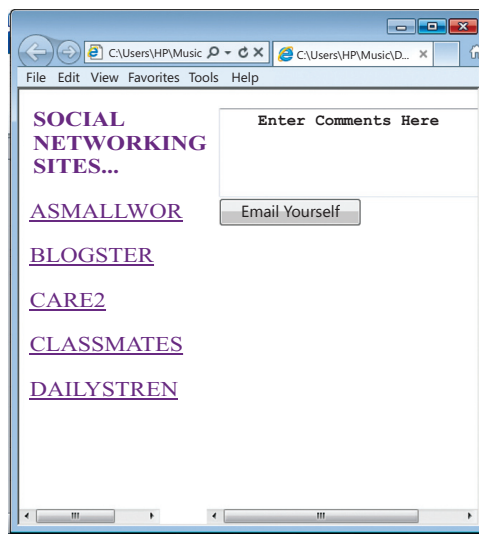 C:\Users\HP\Music
C:\Users\HP\Music\D...
File Edit View Favorites Tools Help
SOCIAL
NETWORKING
SITES...
Enter Comments Here
Email Yourself
ASMALLWOR
BLOGSTER
CARE2
CLASSMATES
DAILYSTREN